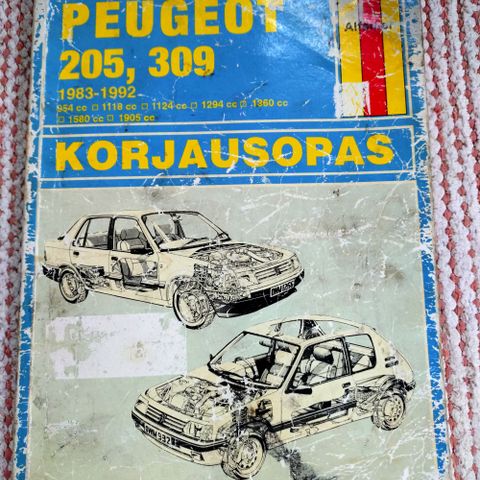 PEUGEOT
205, 309
1983-1992
954 cc □ 1118 cc □ 1124 cc □ 1294 cc □ 1360 cc
□ 1580 cc □ 1905 cc
KORJAUSOPAS